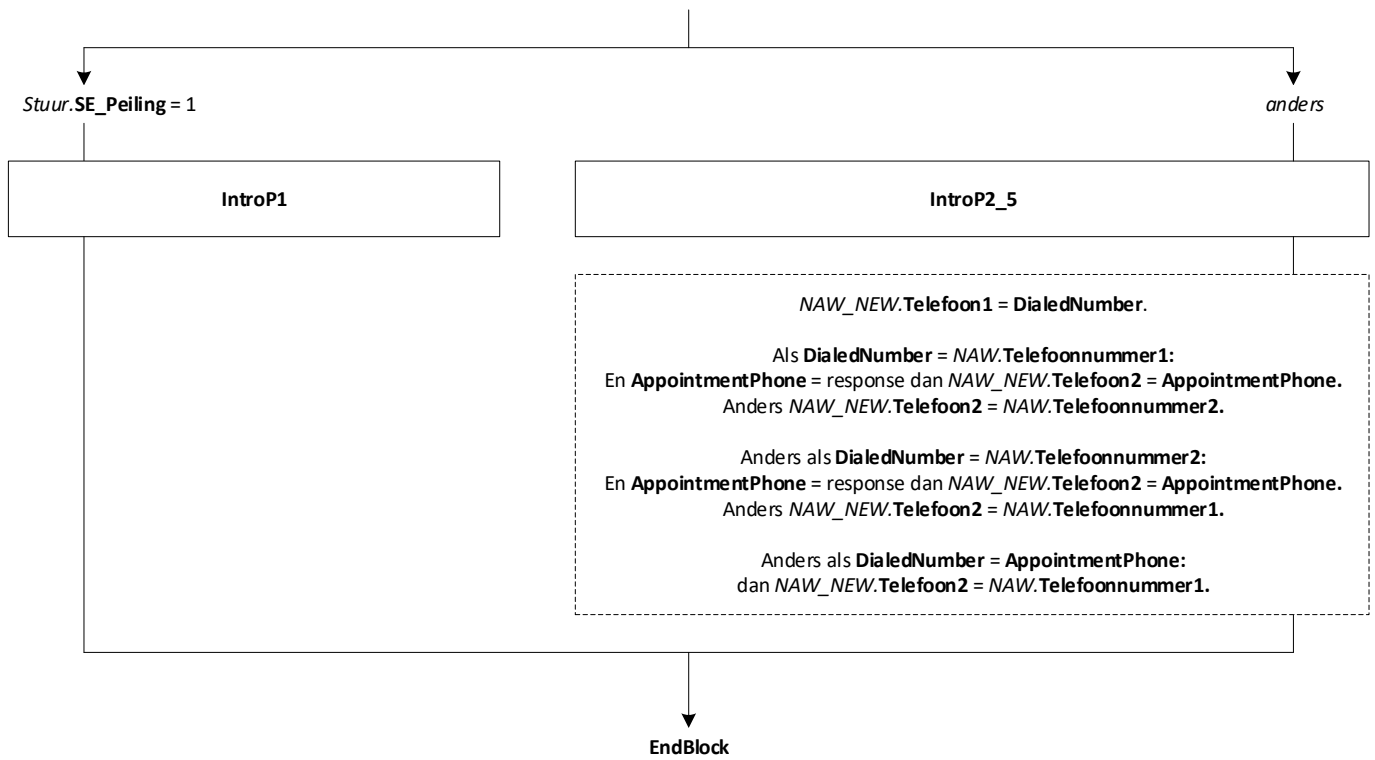 Stuur.SE_Peiling = 1
anders
IntroP1
IntroP2_5
NAW_NEW.Telefoon1 = DialedNumber.
Als DialedNumber = NAW.Telefoonnummer1:
En AppointmentPhone = response dan NAW_NEW.Telefoon2 = AppointmentPhone.
Anders NAW_NEW.Telefoon2 = NAW.Telefoonnummer2.
Anders als DialedNumber = NAW.Telefoonnummer2:
En AppointmentPhone = response dan NAW_NEW.Telefoon2 = AppointmentPhone.
Anders NAW_NEW.Telefoon2 = NAW.Telefoonnummer1.
Anders als DialedNumber = AppointmentPhone:
dan NAW_NEW.Telefoon2 = NAW.Telefoonnummer1.
EndBlock